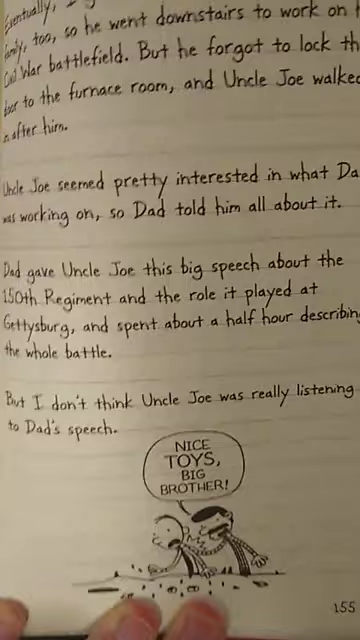 Eventually,
family, too, so he went downstairs to work on
Civil War battlefield. But he forgot to lock th
door to the furnace room, and Uncle Joe walked
in after him.
Uncle Joe seemed pretty interested in what Da
was working on, so Dad told him all about it.
Dad gave Uncle Joe this big speech about the
150th Regiment and the role it played at
Gettysburg, and spent about a half hour describing
the whole battle.
But I don't think Uncle Joe was really listening
to Dad's speech.
NICE
TOYS,
BIG
BROTHER!
155